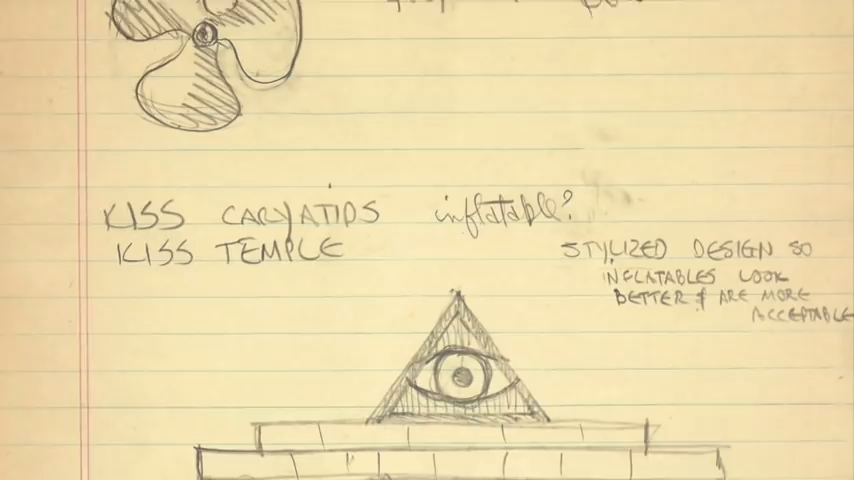 KISS CARYATIDS inflatable?
KISS TEMPLE
STYLIZED DESIGN SO
INFLATABLES LOOK
BETTER & ARE MORE
ACCEPTABLE